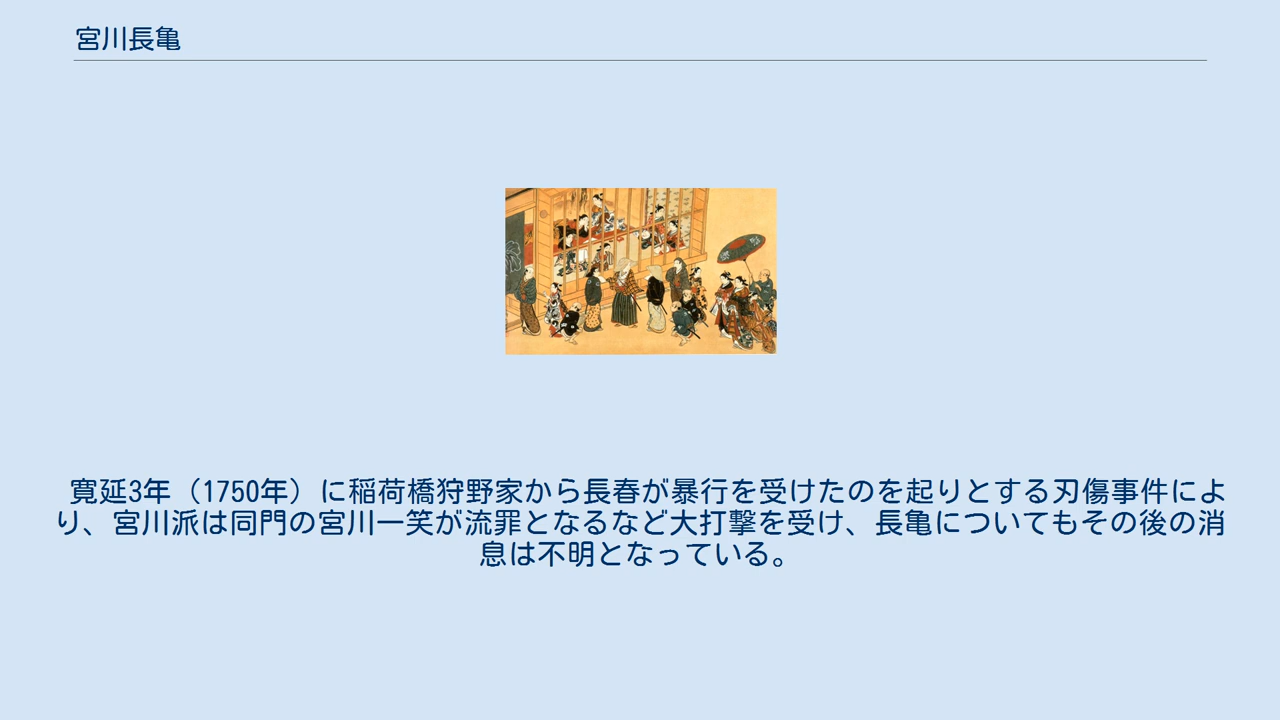 宮川長亀
寛延3年（1750年）に稲荷橋狩野家から長春が暴行を受けたのを起りとする刃傷事件によ
り、宮川派は同門の宮川一笑が流罪となるなど大打撃を受け、長亀についてもその後の消
息は不明となっている。